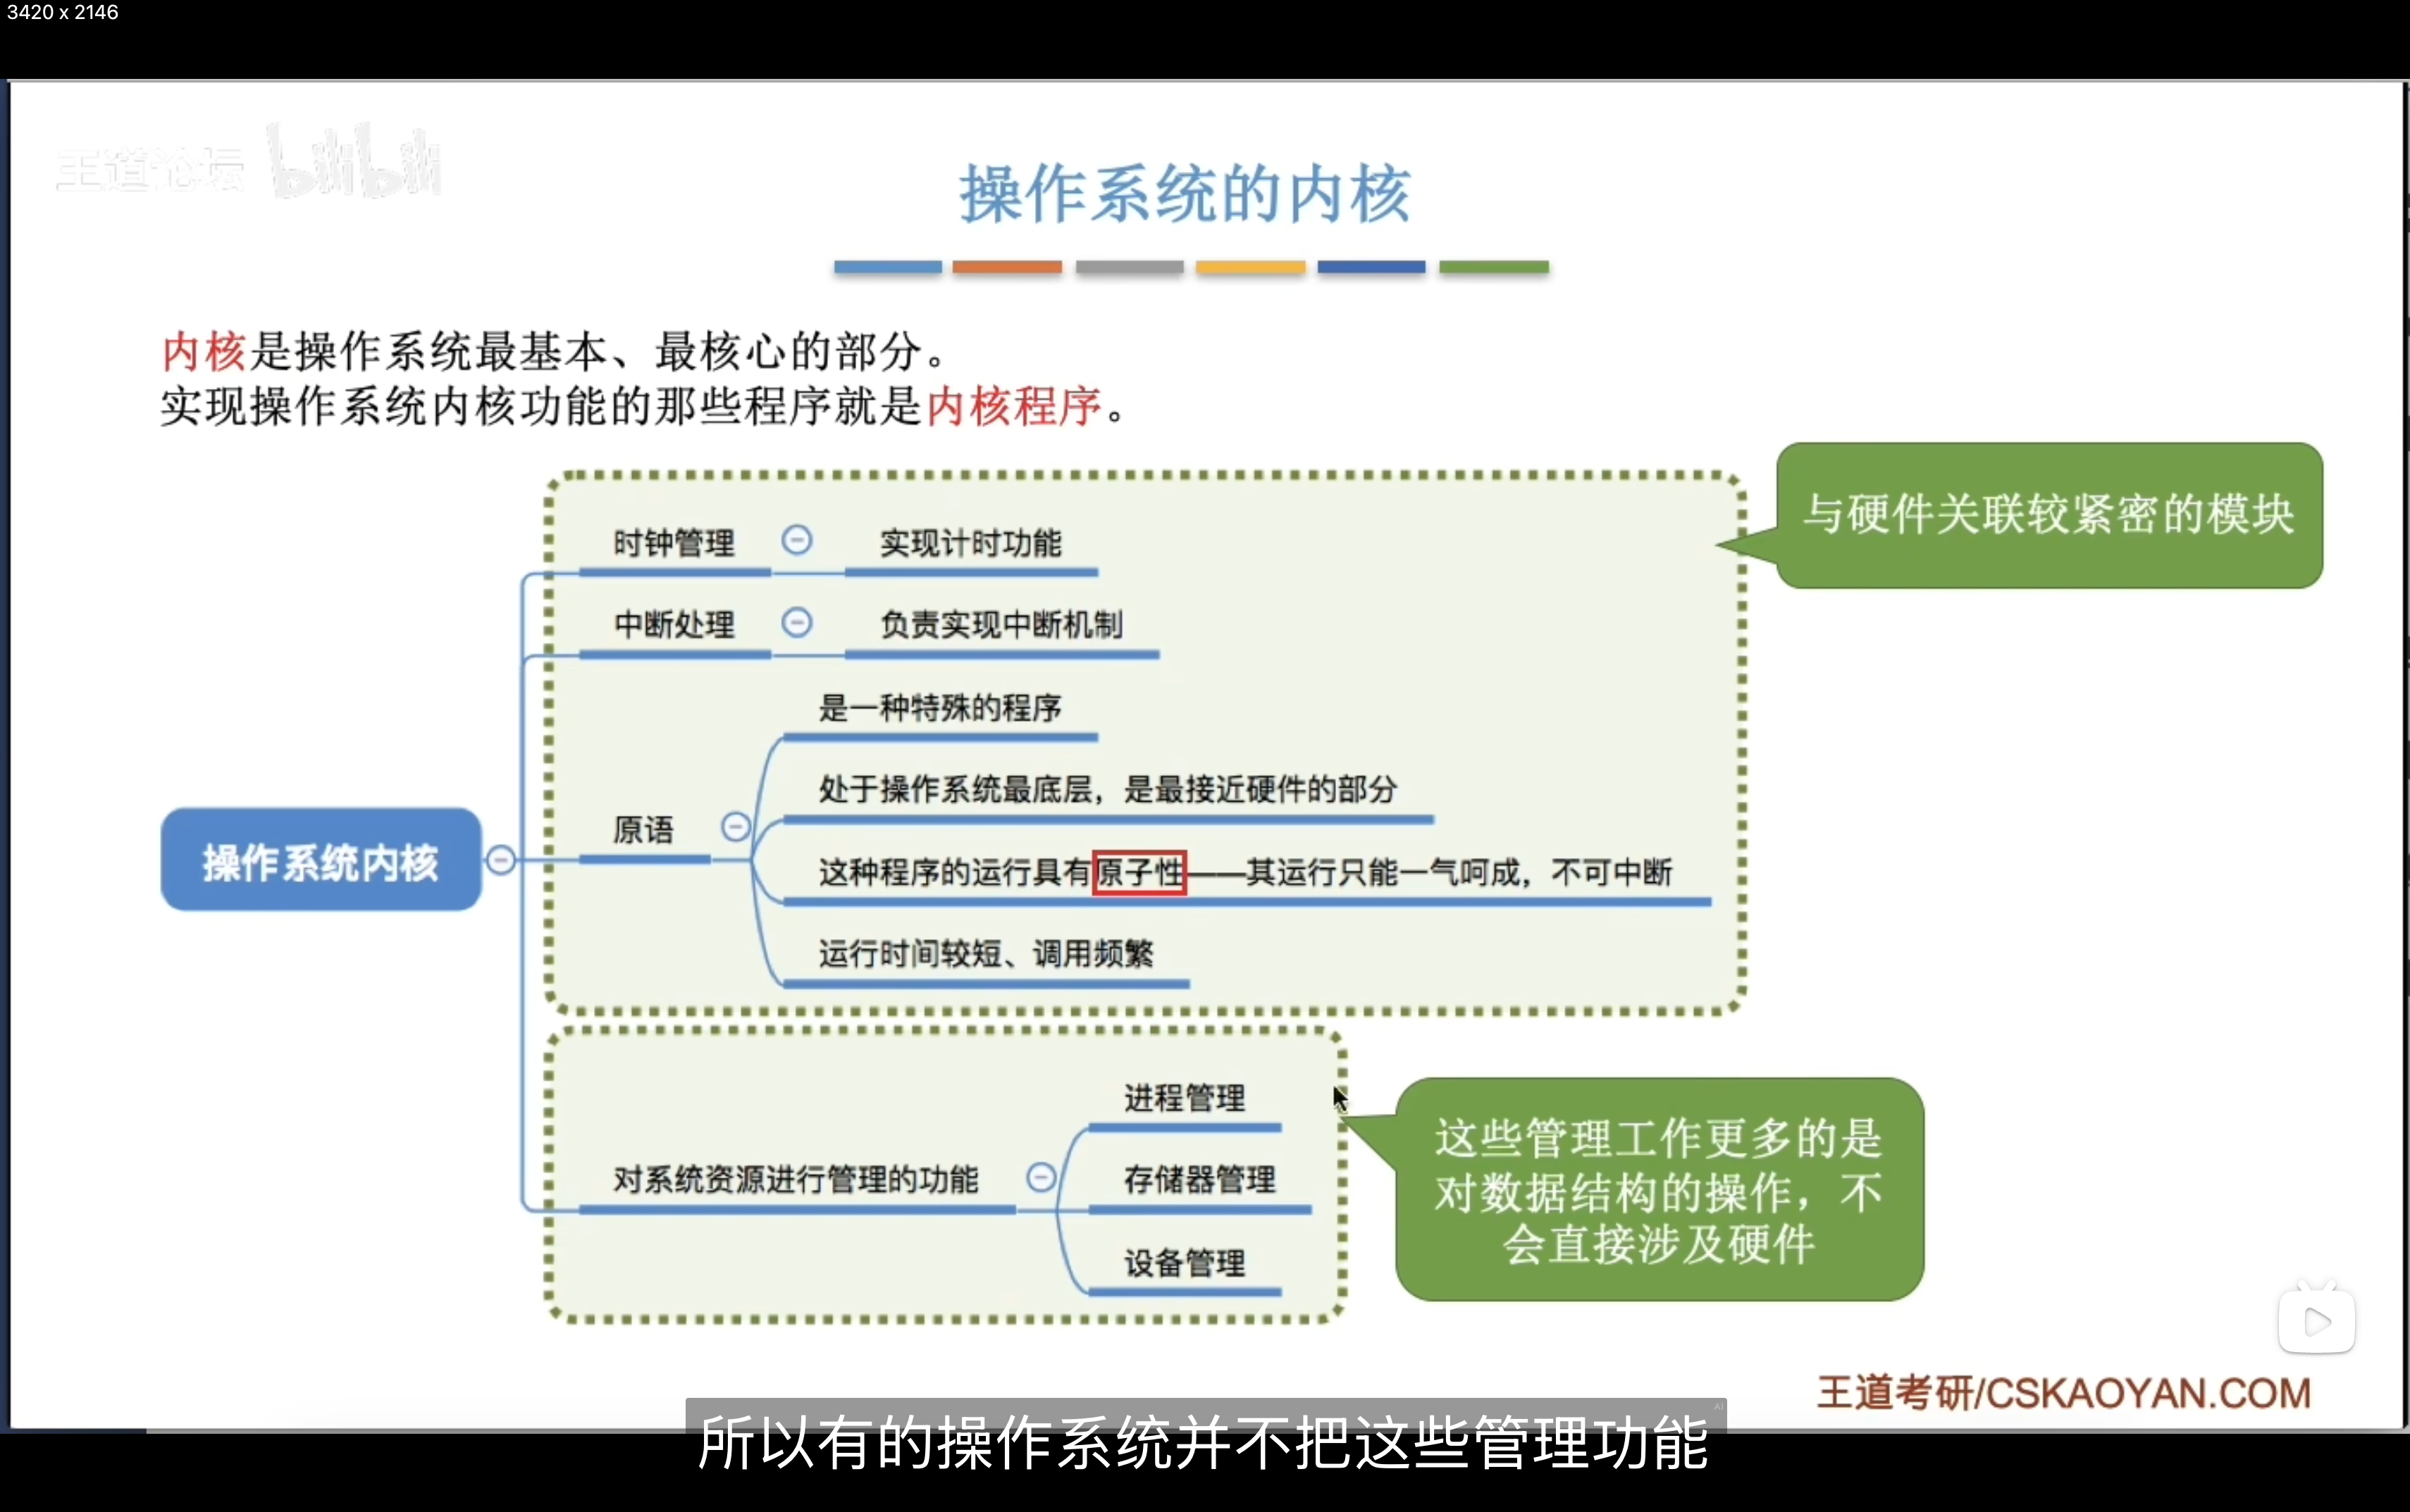 3420 x 2146
王道论坛 bilibili
操作系统的内核
内核是操作系统最基本、最核心的部分。
实现操作系统内核功能的那些程序就是内核程序。
与硬件关联较紧密的模块
时钟管理
实现计时功能
中断处理
负责实现中断机制
是一种特殊的程序
处于操作系统最底层，是最接近硬件的部分
原语
操作系统内核
这种程序的运行具有原子性——其运行只能一气呵成，不可中断
运行时间较短、调用频繁
进程管理
对系统资源进行管理的功能
存储器管理
设备管理
这些管理工作更多的是
对数据结构的操作，不
会直接涉及硬件
王道考研/CSKAOYAN.COM
AI
所以有的操作系统并不把这些管理功能